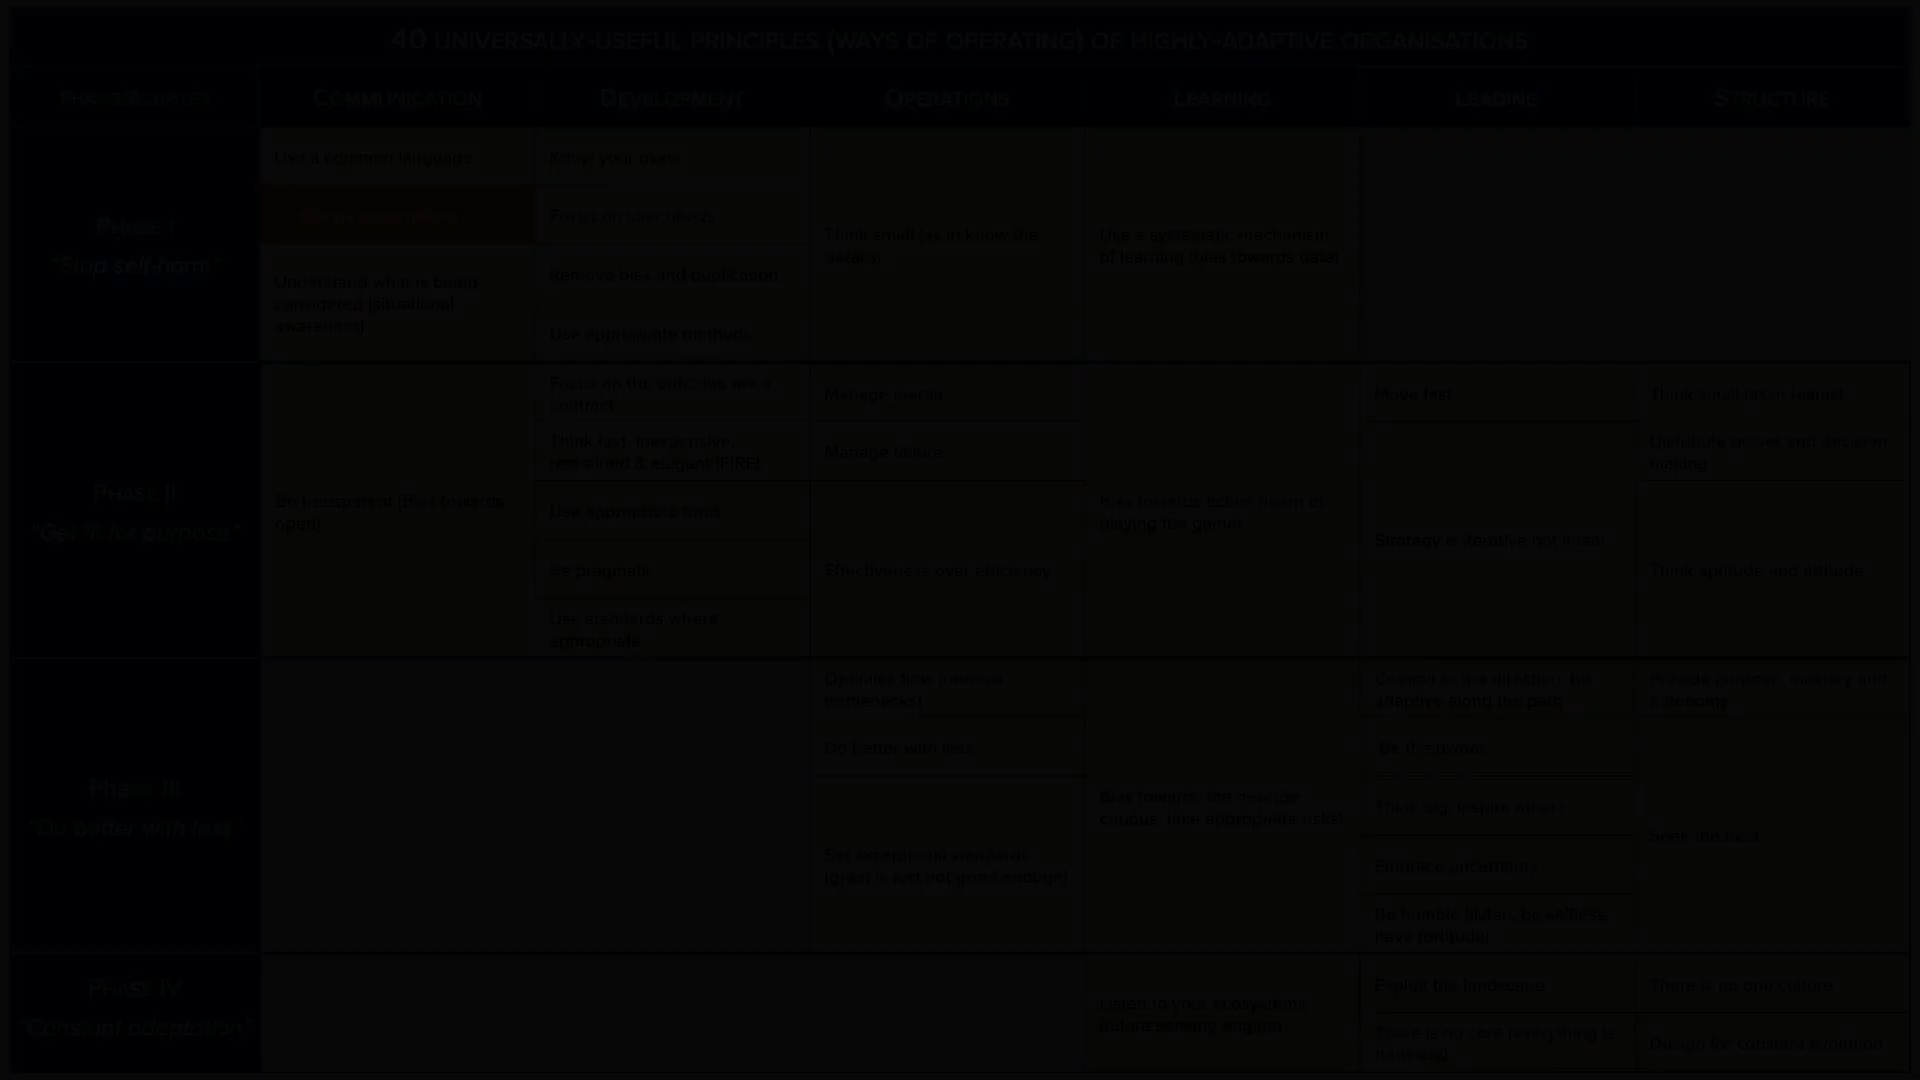 40 UNIVERSALLY-USEFUL PRINCIPLES (WAYS OF OPERATING) OF HIGHLY-ADAPTIVE ORGANISATIONS
COMMUNICATION
DEVELOPMENT
OPERATIONS
LEARNING
LEADING
STRUCTURE
PHASE I
"Stop self-harm"
Use a common language
Understand what is being
considered (situational
awareness)
Know your users
Focus on user needs
Remove bias and duplication
Use appropriate methods
Think small (as in know the
details)
Use a systematic mechanism
of learning (bias towards data)
PHASE II
"Get fit for purpose"
Be transparent (bias towards
open)
Focus on the outcome not a
contract
Think fast, inexpensive,
restrained & elegant (FIRE)
Use appropriate tools
Be pragmatic
Use standards where
appropriate
Manage inertia
Manage failure
Effectiveness over efficiency
Bias towards action (learn by
playing the game)
Move fast
Strategy is iterative not linear
Think small (as in teams)
Distribute power and decision
making
Think aptitude and attitude
PHASE III
"Do better with less"
Optimise flow (remove
bottlenecks)
Do better with less
Set exceptional standards
(great is just not good enough)
Bias towards the new (be
curious, take appropriate risks)
Commit to the direction, be
adaptive along the path
Be the owner
Think big, inspire others
Embrace uncertainty
Be humble (listen, be selfless,
have fortitude)
Provide purpose, mastery and
autonomy
Seek the best
PHASE IV
"Constant adaptation"
Listen to your ecosystems
(future sensing engine)
Exploit the landscape
There is no core (everything is
transient)
There is no one culture
Design for constant evolution